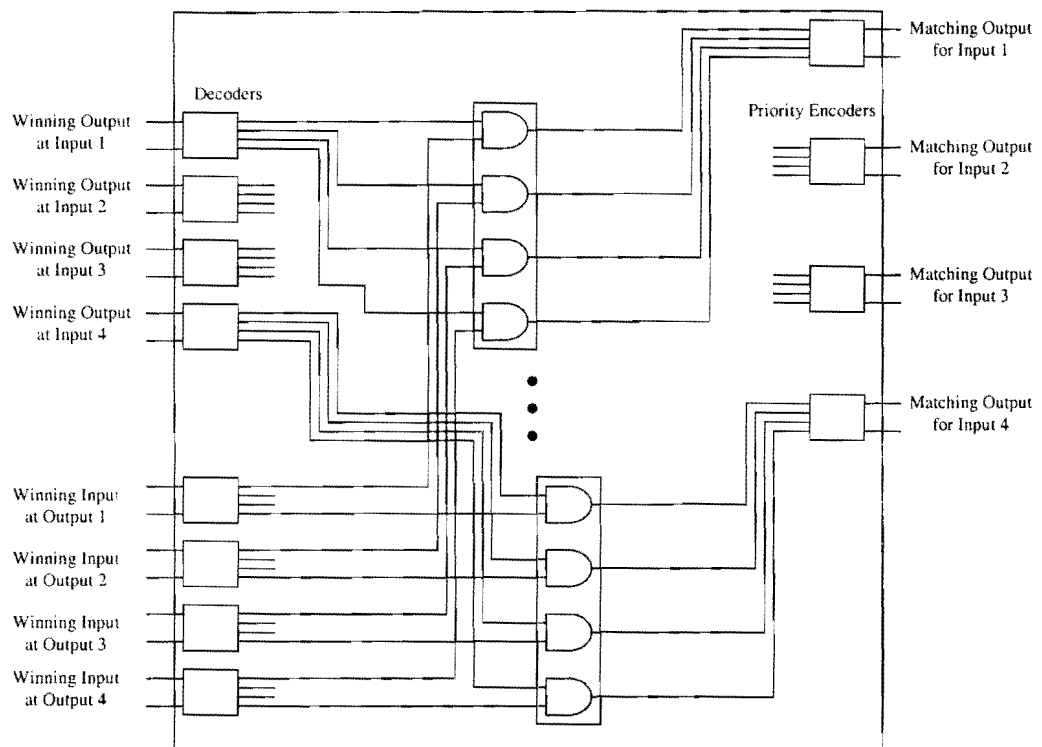 Matching Output
for Input 1
Decoders
Priority Encoders
Winning Output
at Input 1
Matching Output
for Input 2
Winning Output
at Input 2
Winning Output
at Input 3
Matching Output
for Input 3
Winning Output
at Input 4
Matching Output
for Input 4
Winning Input
at Output 1
Winning Input
at Output 2
Winning Input
at Output 3
Winning Input
at Output 4